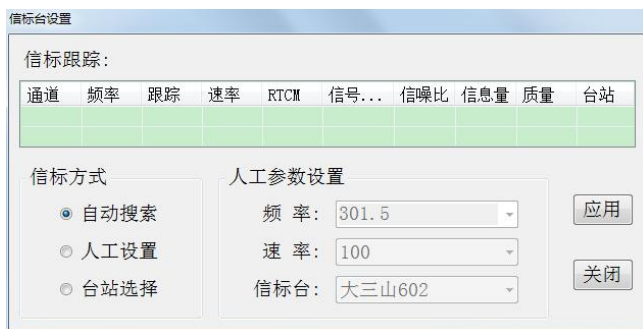 信标台设置
信标跟踪:
通道 频率 跟踪 速率 RTCM 信号... 信噪比 信息量 质量 台站
信标方式
自动搜索
人工设置
台站选择
人工参数设置
频 率: 301.5
速 率: 100
信标台: 大三山602
应用
关闭